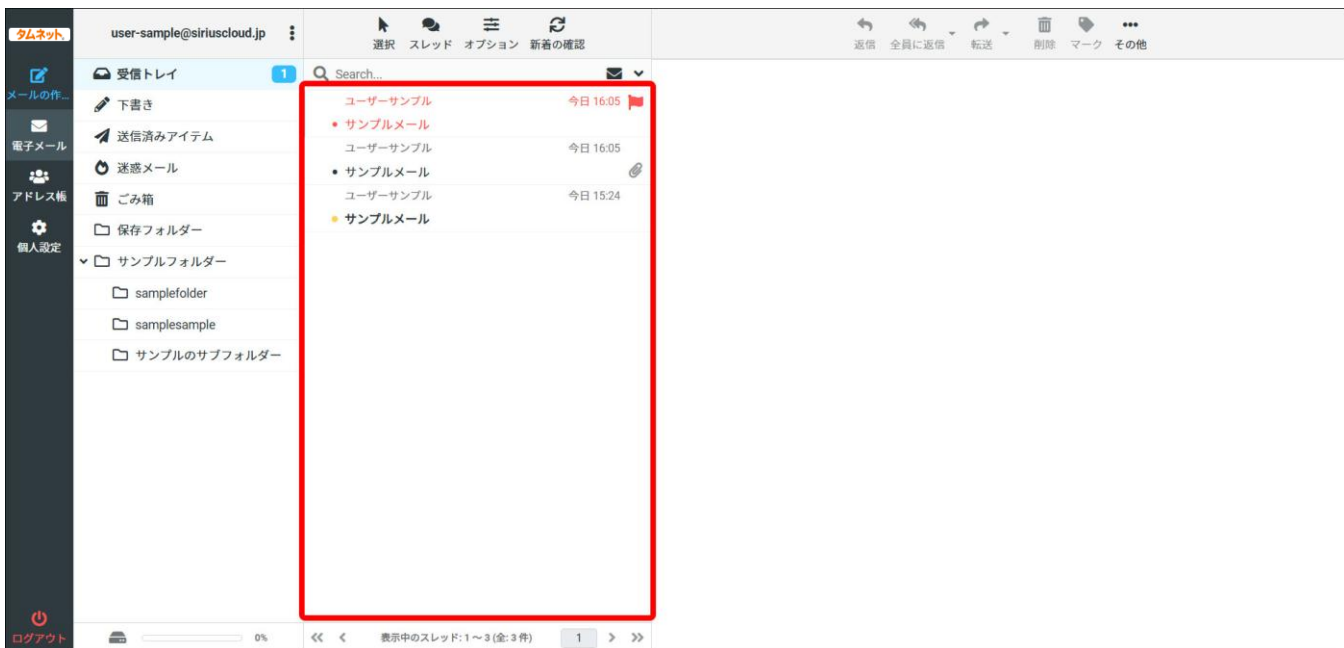 タムネット
メールの作…
電子メール
アドレス帳
個人設定
ログアウト
user-sample@siriuscloud.jp
受信トレイ 1
下書き
送信済みアイテム
迷惑メール
ごみ箱
保存フォルダー
サンプルフォルダー
samplefolder
samplesample
サンプルのサブフォルダー
0%
選択 スレッド オプション 新着の確認
Search...
ユーザーサンプル 今日 16:05
サンプルメール
ユーザーサンプル 今日 16:05
サンプルメール
ユーザーサンプル 今日 15:24
サンプルメール
表示中のスレッド: 1 ～ 3 (全: 3 件) 1
返信 全員に返信 転送 削除 マーク その他